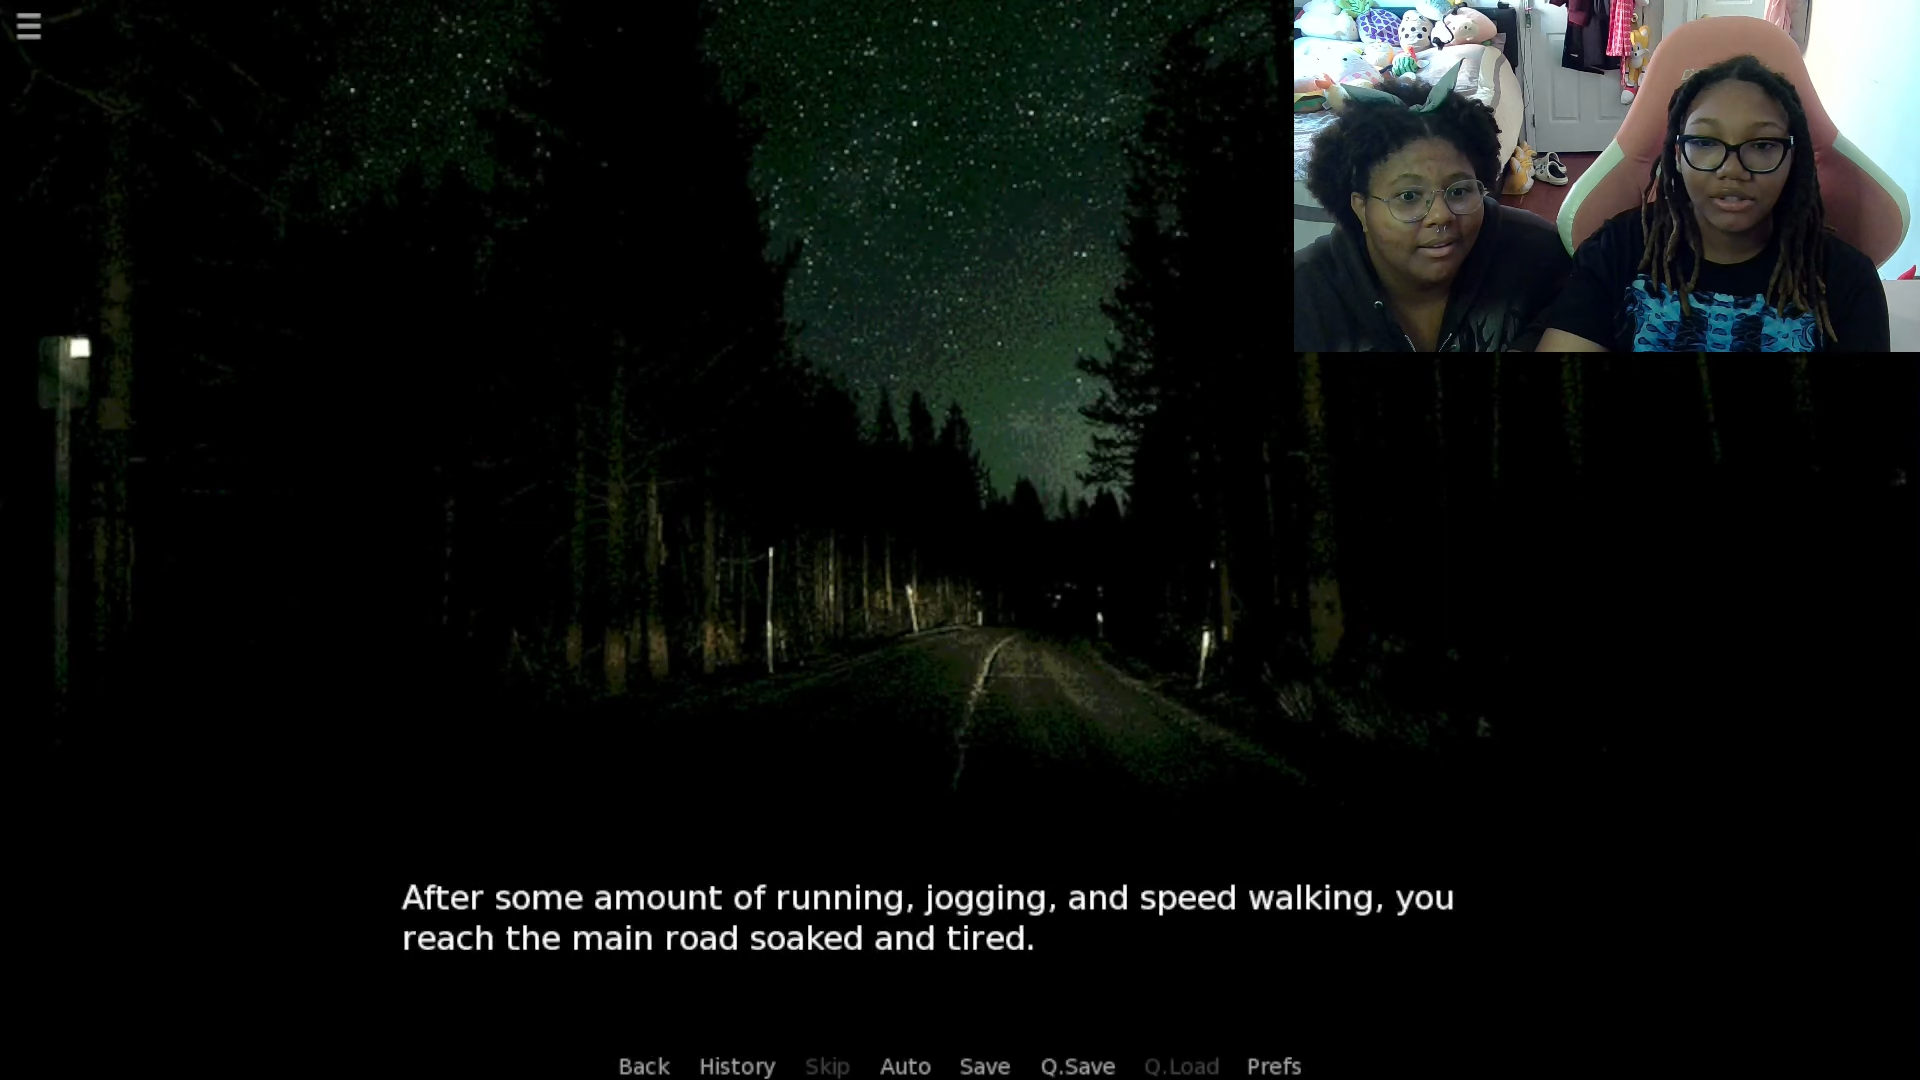 After some amount of running, jogging, and speed walking, you
reach the main road soaked and tired.
Back History Skip Auto Save Q.Save Q.Load Prefs